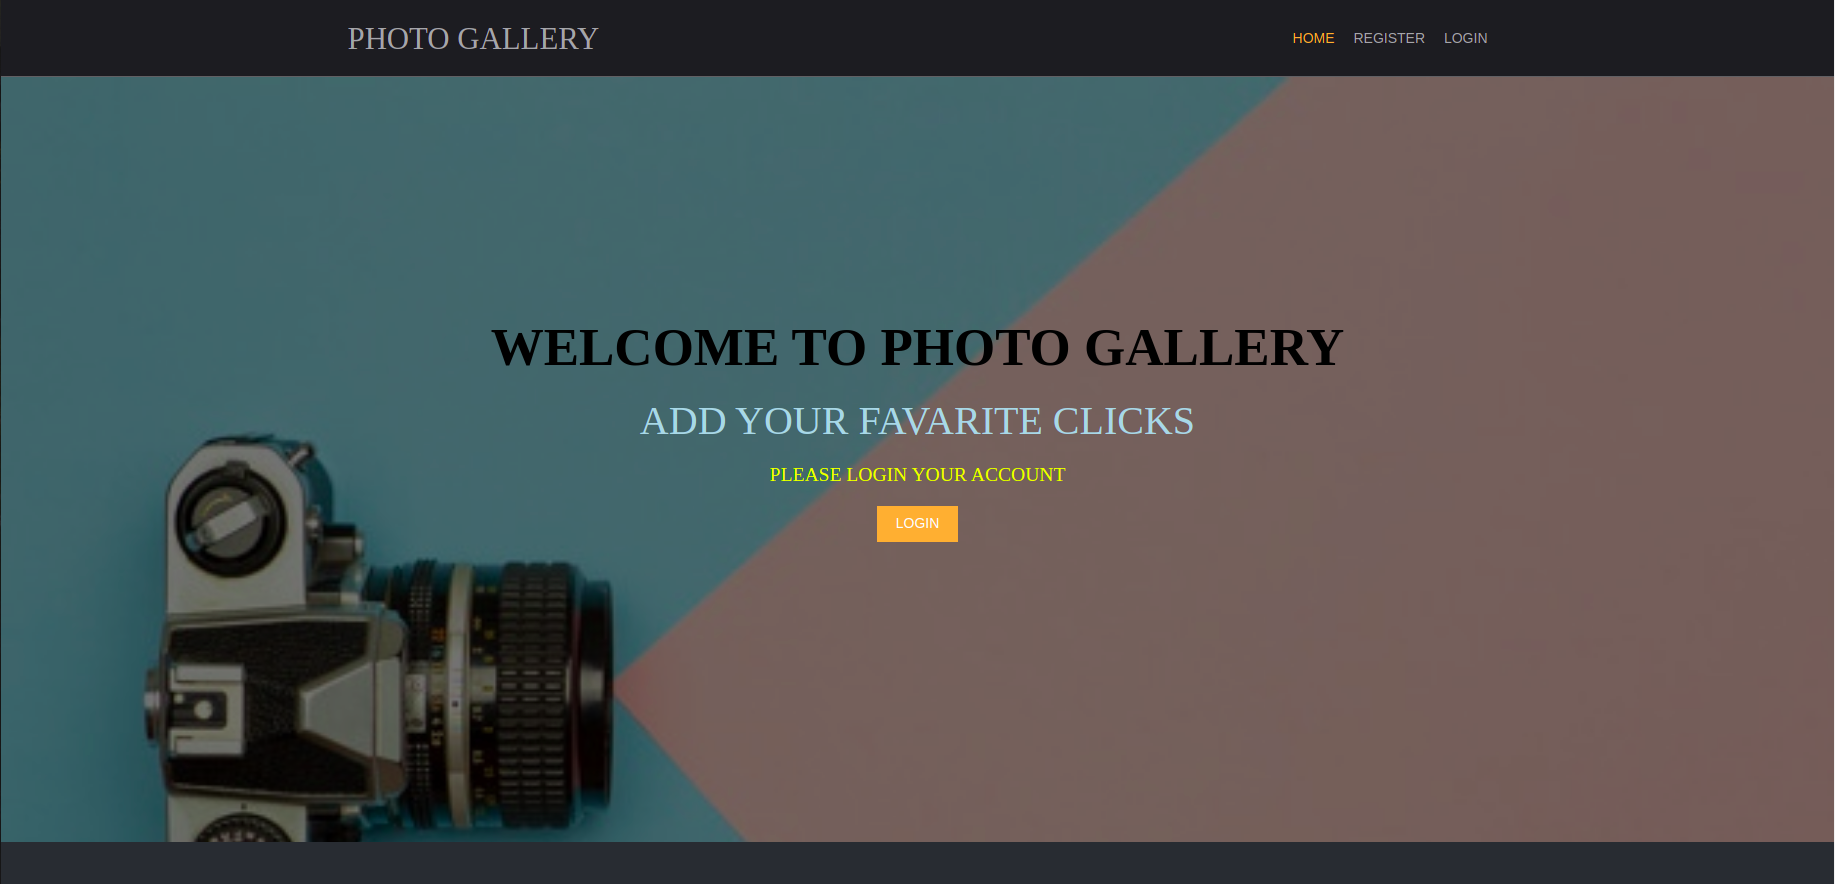 PHOTO GALLERY
HOME REGISTER LOGIN
WELCOME TO PHOTO GALLERY
ADD YOUR FAVARITE CLICKS
PLEASE LOGIN YOUR ACCOUNT
LOGIN